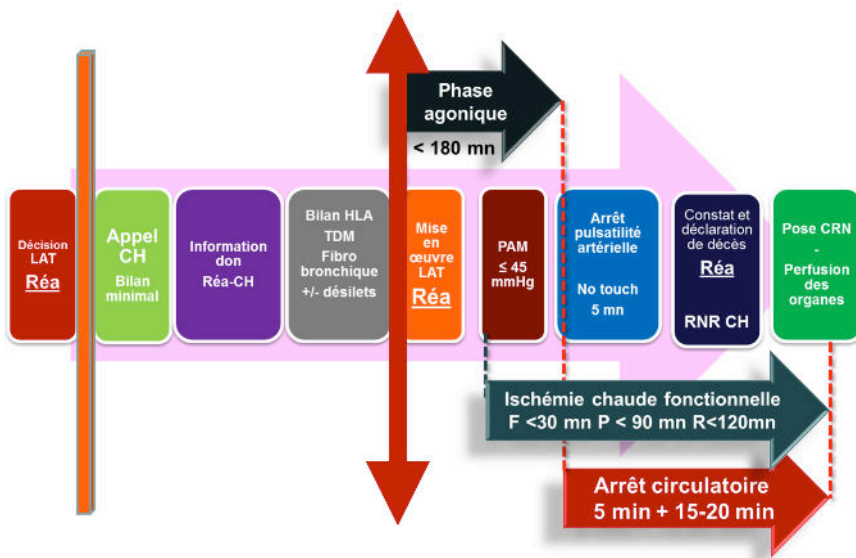 Phase
agonique
< 180 mn
Décision
LAT
Réa
Appel
CH
Bilan
minimal
Information
don
Réa-CH
Bilan HLA
TDM
Fibro
bronchique
+/- désilets
Mise
en
œuvre
LAT
Réa
PAM
≤ 45
mmHg
Arrêt
pulsatilité
artérielle
No touch
5 mn
Constat et
déclaration
de décès
Réa
RNR CH
Pose CRN
-
Perfusion
des
organes
Ischémie chaude fonctionnelle
F <30 mn P < 90 mn R<120mn
Arrêt circulatoire
5 min + 15-20 min